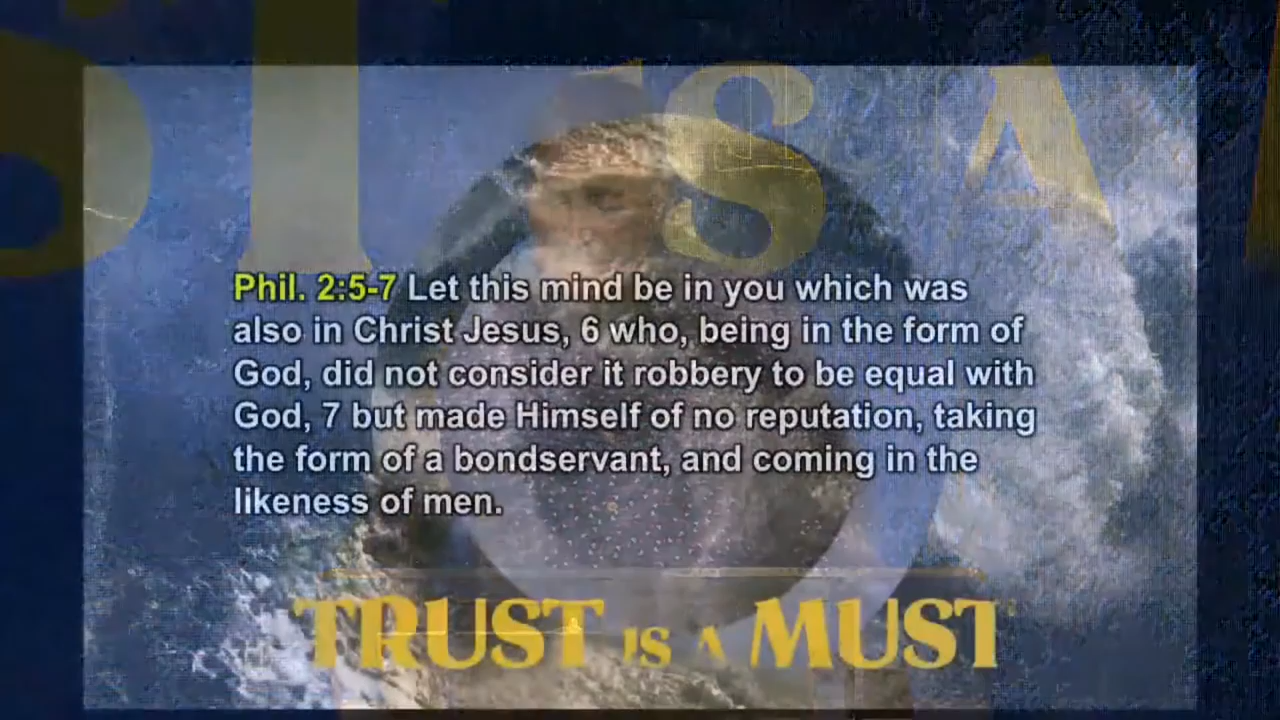 ST IS A
Phil. 2:5-7 Let this mind be in you which was
also in Christ Jesus, 6 who, being in the form of
God, did not consider it robbery to be equal with
God, 7 but made Himself of no reputation, taking
the form of a bondservant, and coming in the
likeness of men.
TRUST IS A MUST